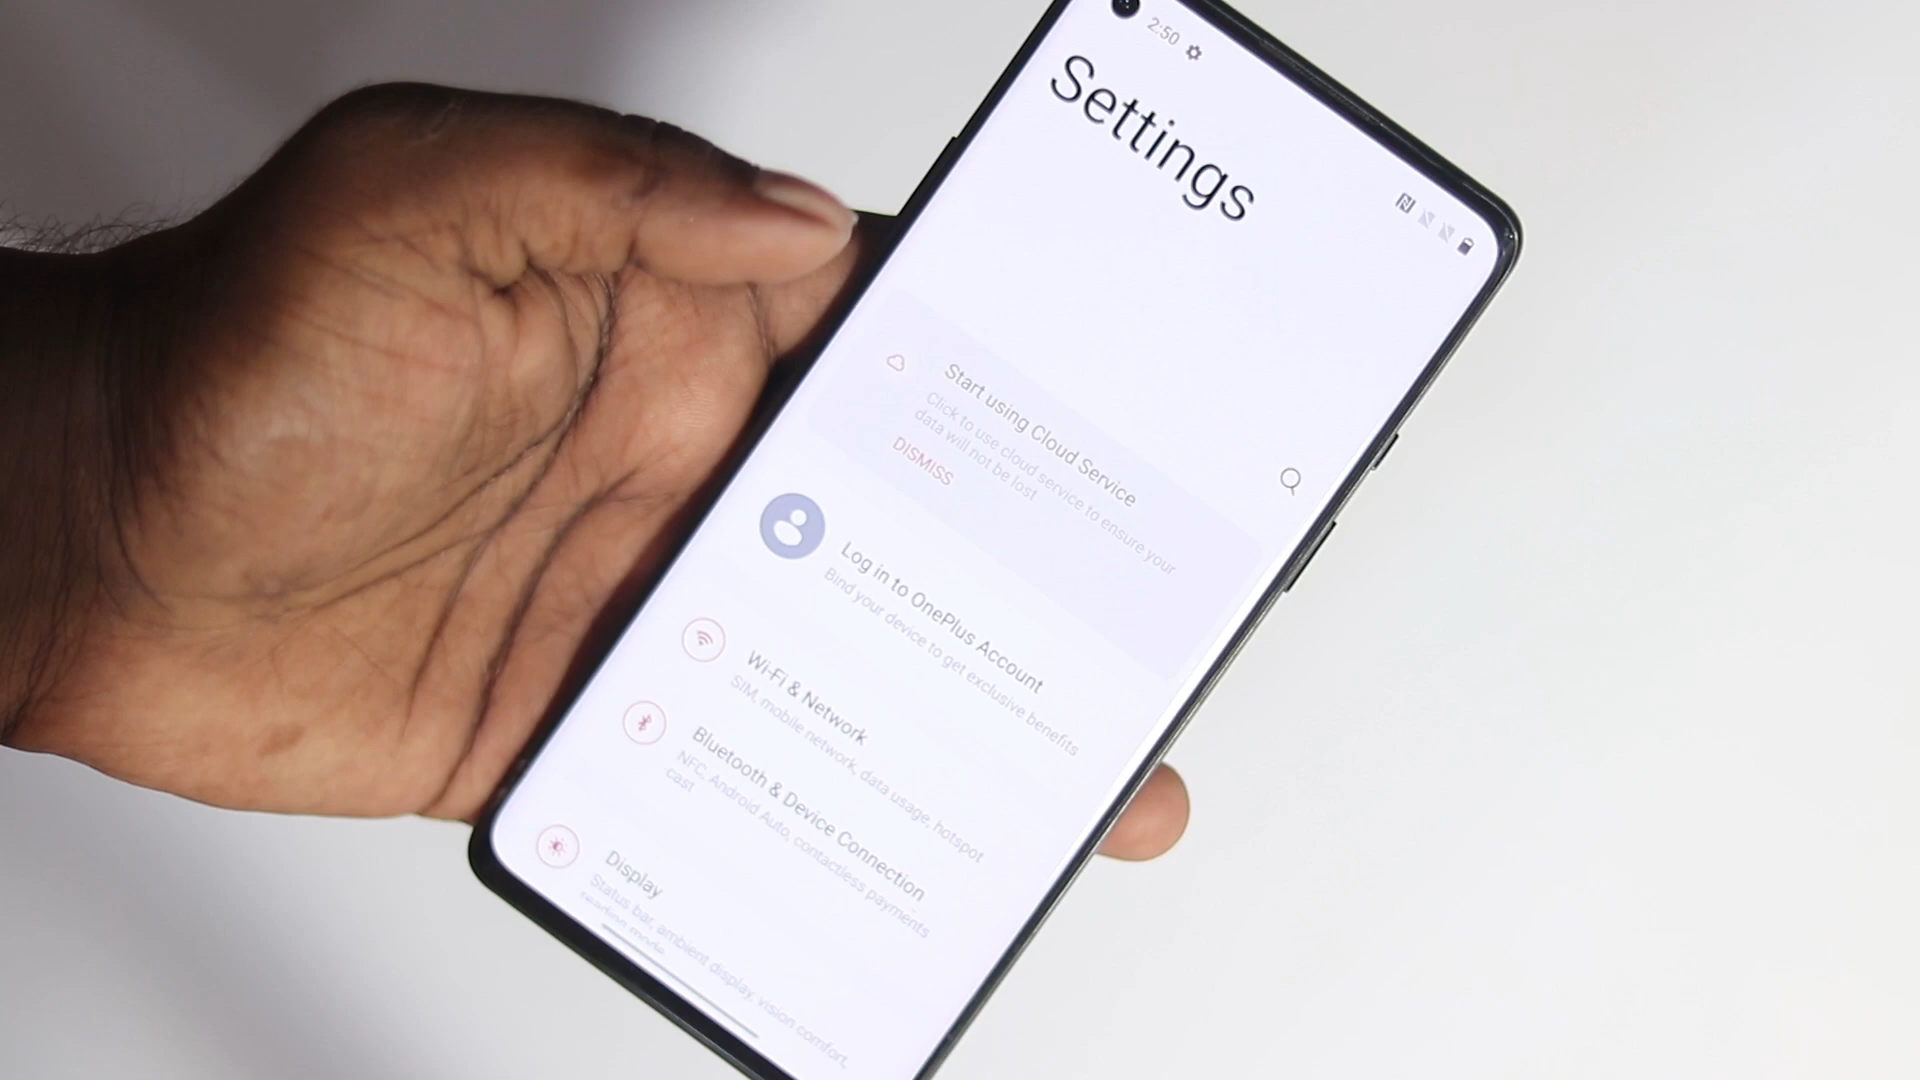 2:50
Settings
Start using Cloud Service
Click to use cloud service to ensure your
data will not be lost
DISMISS
Log in to OnePlus Account
Bind your device to get exclusive benefits
Wi-Fi & Network
SIM, mobile network, data usage, hotspot
Bluetooth & Device Connection
NFC, Android Auto, contactless payments
cast
Display
Status bar, ambient display, vision comfort,
reading mode